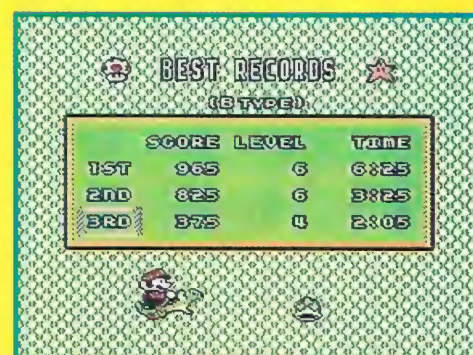 BEST RECORDS
(B TYPE)
SCORE LEVEL TIME
1ST 965 6 6:25
2ND 825 6 3:25
3RD 375 4 2:05